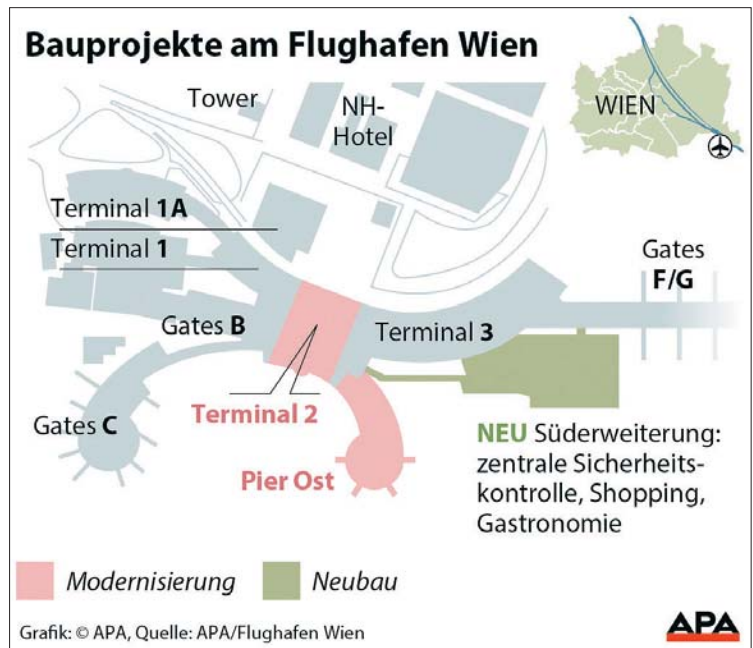 Bauprojekte am Flughafen Wien
Tower
NH-
Hotel
WIEN
Terminal 1A
Terminal 1
Gates
F/G
Gates B
Terminal 3
Gates C
Terminal 2
Pier Ost
NEU Süderweiterung:
zentrale Sicherheits-
kontrolle, Shopping,
Gastronomie
Modernisierung
Neubau
Grafik: © APA, Quelle: APA/Flughafen Wien
APA